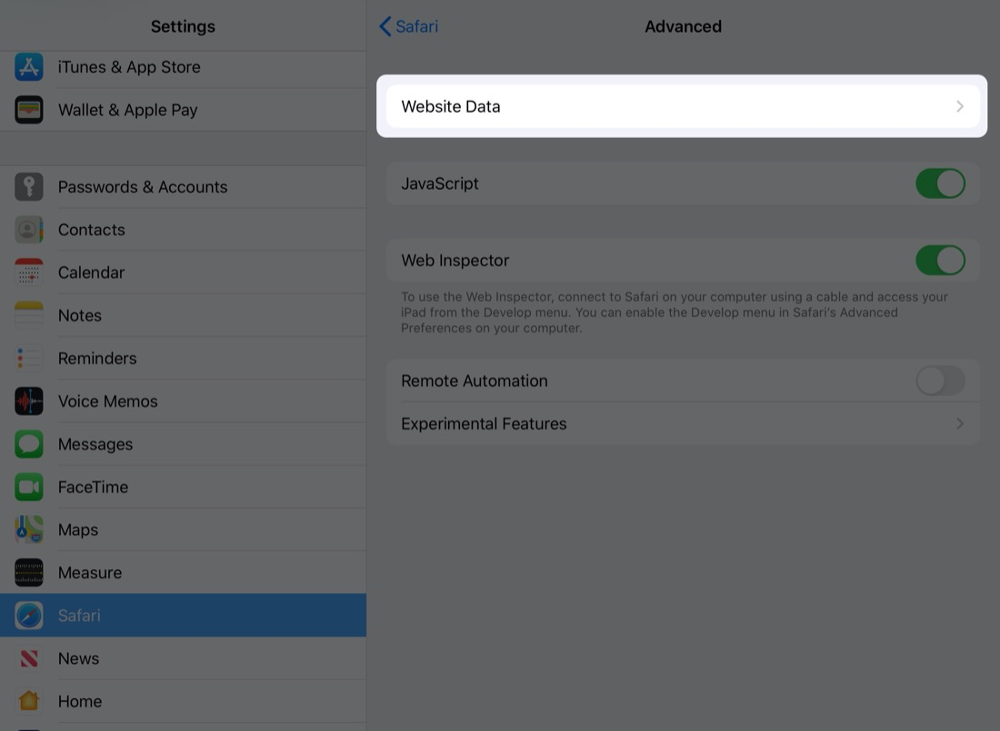 Settings
iTunes & App Store
Wallet & Apple Pay
Passwords & Accounts
Contacts
Calendar
Notes
Reminders
Voice Memos
Messages
FaceTime
Maps
Measure
Safari
News
Home
Safari
Advanced
Website Data
JavaScript
Web Inspector
To use the Web Inspector, connect to Safari on your computer using a cable and access your
iPad from the Develop menu. You can enable the Develop menu in Safari's Advanced
Preferences on your computer.
Remote Automation
Experimental Features